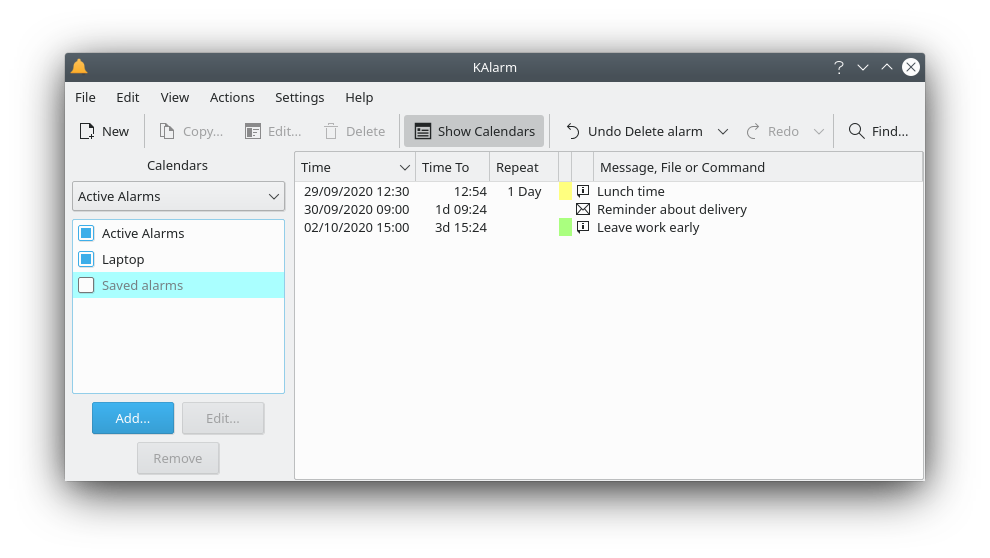 KAlarm
File Edit View Actions Settings Help
New Copy... Edit... Delete Show Calendars Undo Delete alarm Redo Find...
Calendars
Active Alarms
Active Alarms
Laptop
Saved alarms
Add... Edit...
Remove
Time Time To Repeat Message, File or Command
29/09/2020 12:30 12:54 1 Day Lunch time
30/09/2020 09:00 1d 09:24 Reminder about delivery
02/10/2020 15:00 3d 15:24 Leave work early